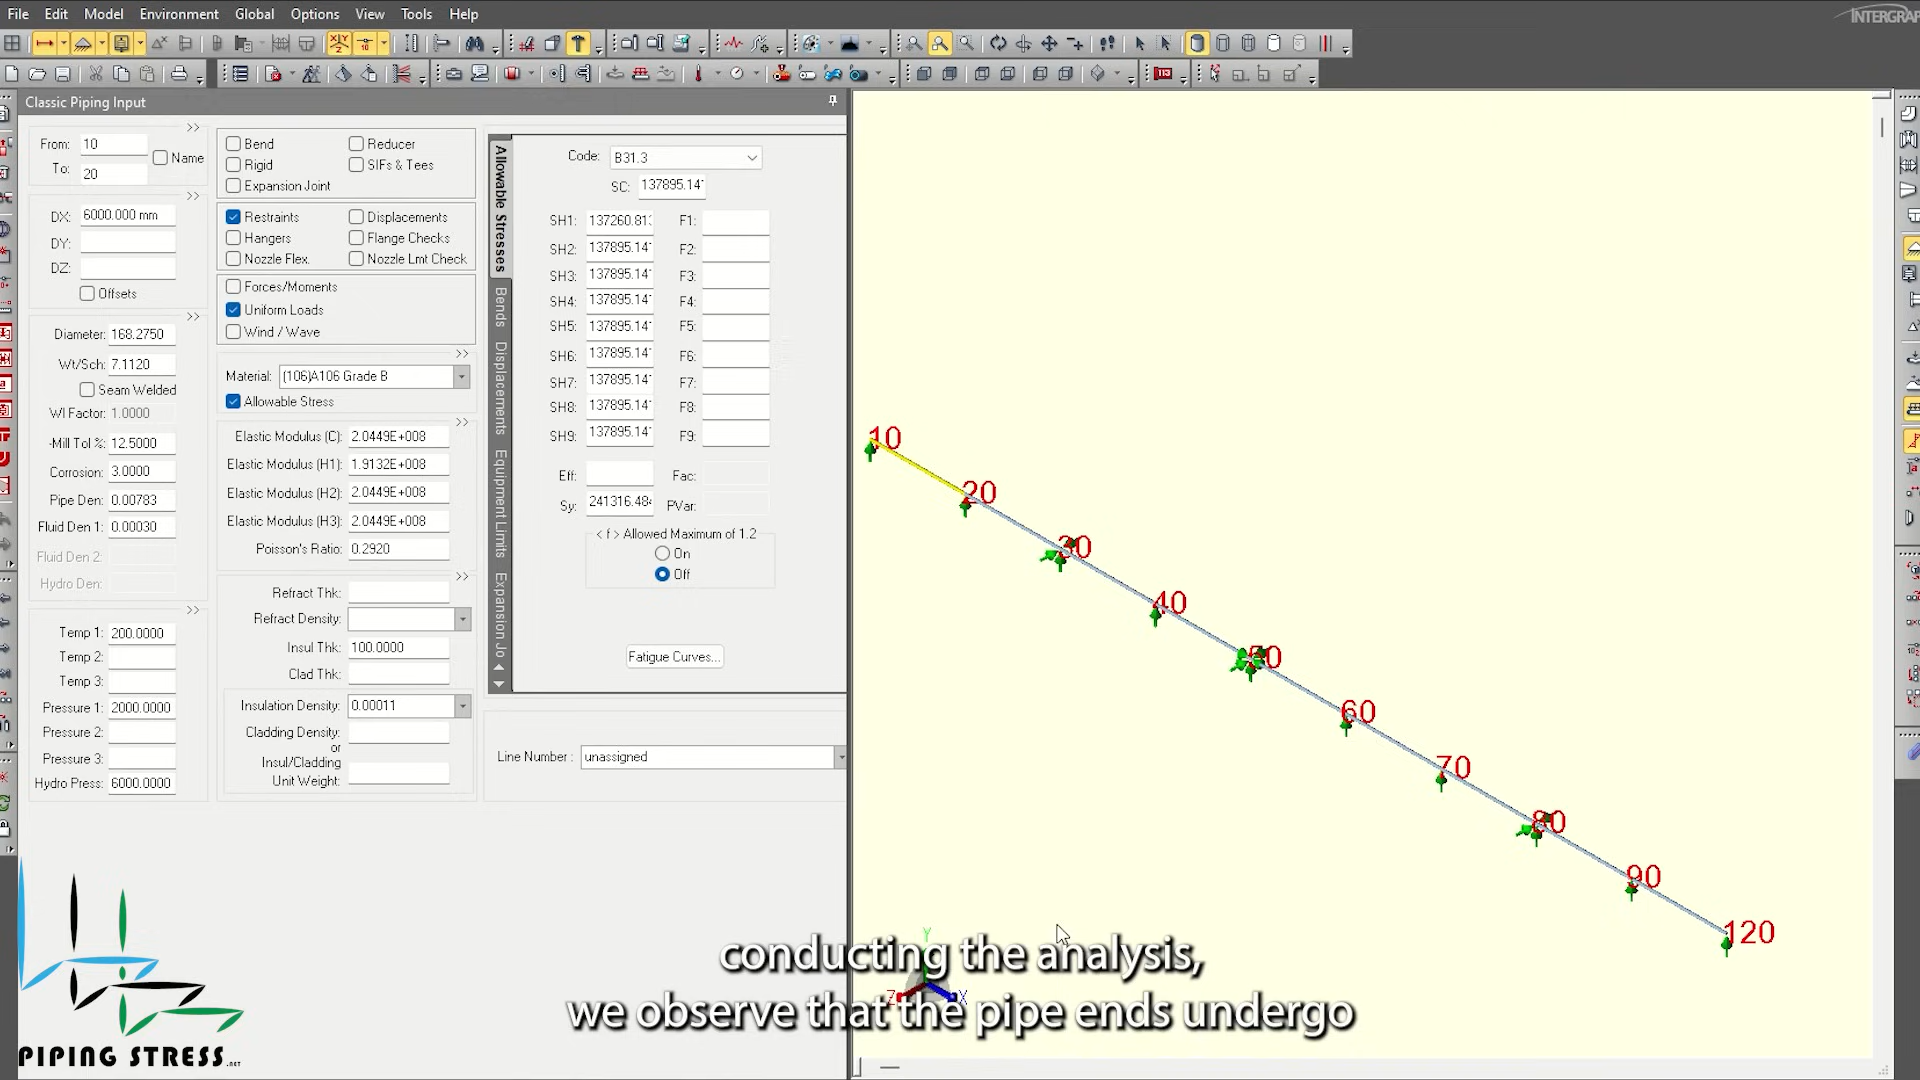 File Edit Model Environment Global Options View Tools Help
Classic Piping Input
From: 10
To: 20
Name
DX: 6000.000 mm
DY:
DZ:
Offsets
Diameter: 168.2750
Wt/Sch: 7.1120
Seam Welded
WI Factor: 1.0000
-Mill Tol %: 12.5000
Corrosion: 3.0000
Pipe Den: 0.00783
Fluid Den 1: 0.00030
Fluid Den 2:
Hydro Den:
Temp 1: 200.0000
Temp 2:
Temp 3:
Pressure 1: 2000.0000
Pressure 2:
Pressure 3:
Hydro Press: 6000.0000
Bend Reducer
Rigid SIFs & Tees
Expansion Joint
Restraints Displacements
Hangers Flange Checks
Nozzle Flex. Nozzle Lmt Check
Forces/Moments
Uniform Loads
Wind / Wave
Material: (106)A106 Grade B
Allowable Stress
Elastic Modulus (C): 2.0449E+008
Elastic Modulus (H1): 1.9132E+008
Elastic Modulus (H2): 2.0449E+008
Elastic Modulus (H3): 2.0449E+008
Poisson's Ratio: 0.2920
Refract Thk:
Refract Density:
Insul Thk: 100.0000
Clad Thk:
Insulation Density: 0.00011
Cladding Density:
or
Insul/Cladding
Unit Weight:
Allowable Stresses
Bends
Displacements
Equipment Limits
Expansion Jo
Code: B31.3
SC: 137895.14
SH1: 137260.81 F1:
SH2: 137895.14 F2:
SH3: 137895.14 F3:
SH4: 137895.14 F4:
SH5: 137895.14 F5:
SH6: 137895.14 F6:
SH7: 137895.14 F7:
SH8: 137895.14 F8:
SH9: 137895.14 F9:
Eff: Fac:
Sy: 241316.48 PVar:
< f > Allowed Maximum of 1.2
On
Off
Fatigue Curves...
Line Number : unassigned
10
20
30
40
50
60
70
80
90
120
Y
Z X
conducting the analysis,
we observe that the pipe ends undergo
PIPING STRESS.NET